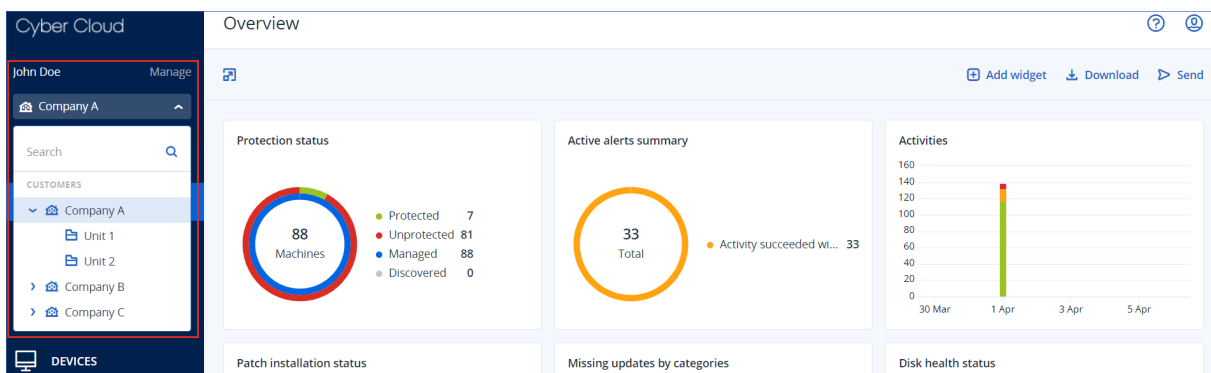 Cyber Cloud
Overview
John Doe Manage
Company A
Search
CUSTOMERS
Company A
Unit 1
Unit 2
Company B
Company C
DEVICES
Add widget Download Send
Protection status
88
Machines
Protected 7
Unprotected 81
Managed 88
Discovered 0
Active alerts summary
33
Total
Activity succeeded wi... 33
Activities
160
140
120
100
80
60
40
20
0
30 Mar 1 Apr 3 Apr 5 Apr
Patch installation status
Missing updates by categories
Disk health status